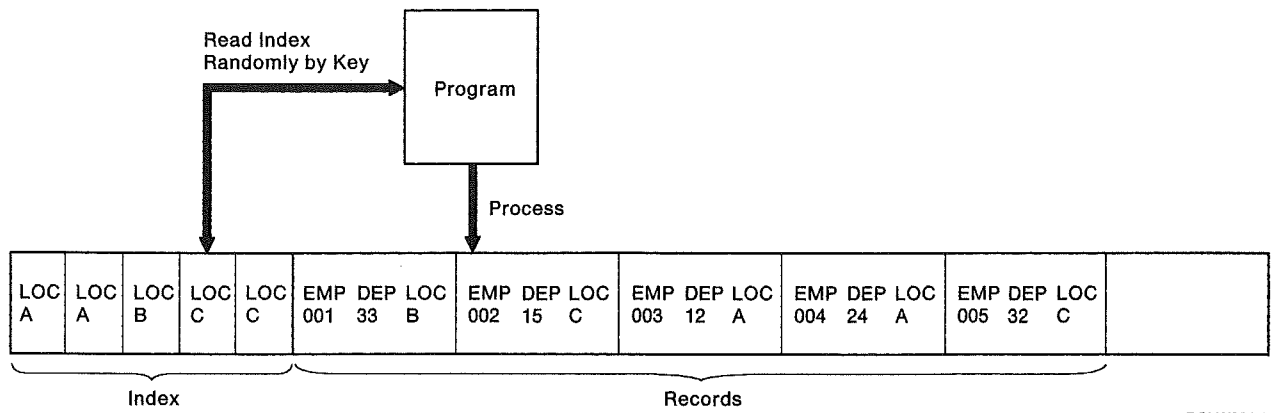 Read Index
Randomly by Key
Program
Process
LOC LOC LOC LOC LOC EMP DEP LOC EMP DEP LOC EMP DEP LOC EMP DEP LOC EMP DEP LOC
A A B C C 001 33 B 002 15 C 003 12 A 004 24 A 005 32 C
Index Records